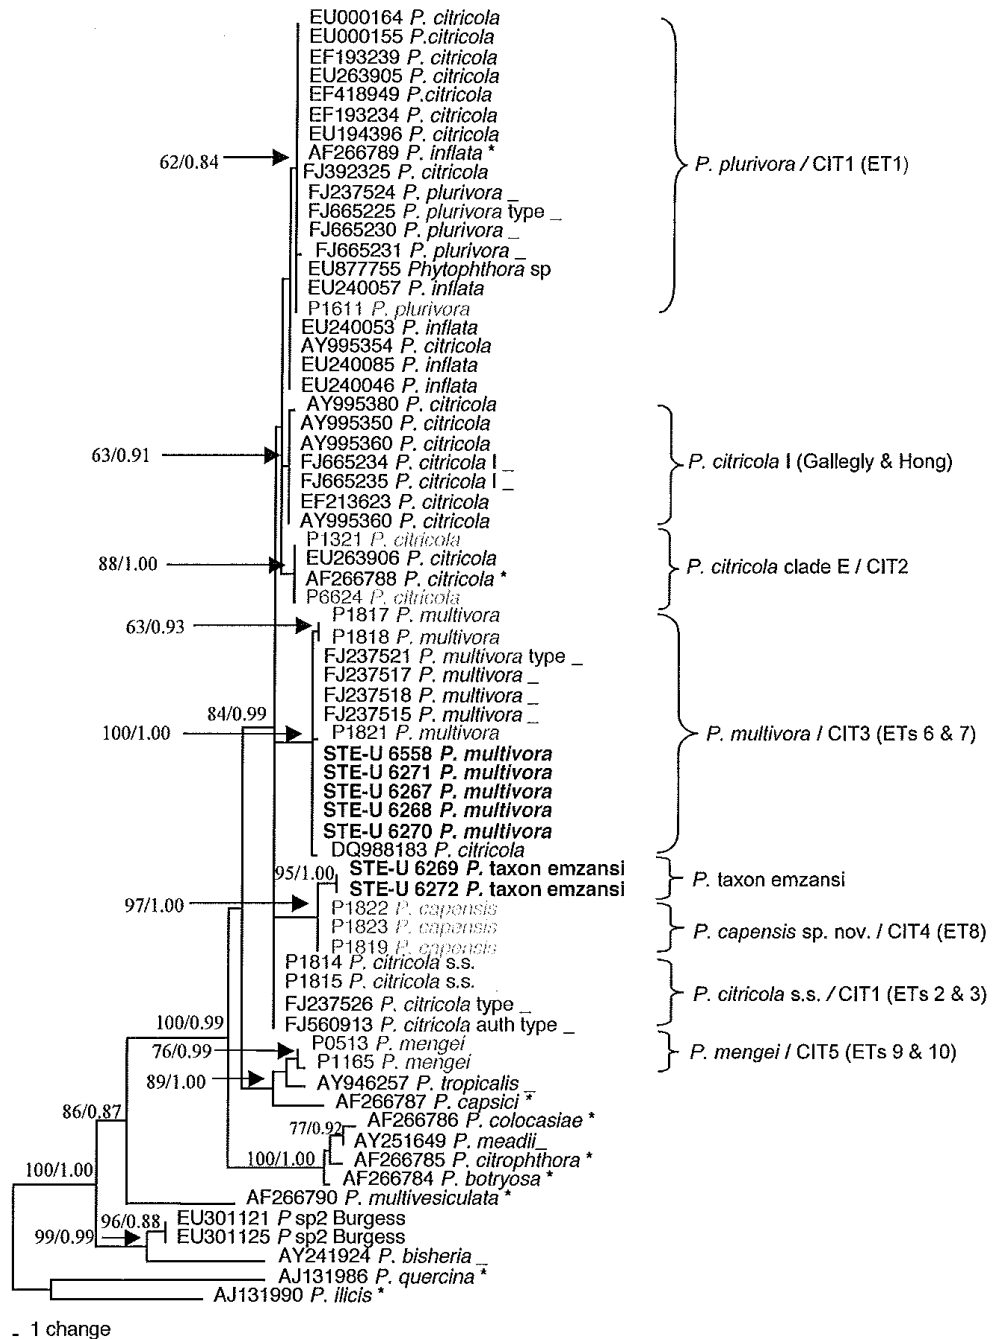 EU000164 P. citricola
EU000155 P.citricola
EF193239 P. citricola
EU263905 P. citricola
EF418949 P.citricola
EF193234 P. citricola
EU194396 P. citricola
62/0.84
AF266789 P. inflata *
P. plurivora / CIT1 (ET1)
FJ392325 P. citricola
FJ237524 P. plurivora _
FJ665225 P. plurivora type _
FJ665230 P. plurivora _
FJ665231 P. plurivora _
EU877755 Phytophthora sp
EU240057 P. inflata
P1611 P. plurivora
EU240053 P. inflata
AY995354 P. citricola
EU240085 P. inflata
EU240046 P. inflata
AY995380 P. citricola
AY995350 P. citricola
AY995360 P. citricola
63/0.91
FJ665234 P. citricola I _
P. citricola I (Gallegly & Hong)
FJ665235 P. citricola I _
EF213623 P. citricola
AY995360 P. citricola
P1321 P. citricola
88/1.00
EU263906 P. citricola
P. citricola clade E / CIT2
AF266788 P. citricola *
P6624 P. citricola
P1817 P. multivora
63/0.93
P1818 P. multivora
FJ237521 P. multivora type _
FJ237517 P. multivora _
FJ237518 P. multivora _
84/0.99
FJ237515 P. multivora _
100/1.00
P1821 P. multivora
P. multivora / CIT3 (ETs 6 & 7)
STE-U 6558 P. multivora
STE-U 6271 P. multivora
STE-U 6267 P. multivora
STE-U 6268 P. multivora
STE-U 6270 P. multivora
DQ988183 P. citricola
95/1.00
STE-U 6269 P. taxon emzansi
P. taxon emzansi
STE-U 6272 P. taxon emzansi
97/1.00
P1822 P. capensis
P1823 P. capensis
P. capensis sp. nov. / CIT4 (ET8)
P1819 P. capensis
P1814 P. citricola s.s.
P1815 P. citricola s.s.
P. citricola s.s. / CIT1 (ETs 2 & 3)
FJ237526 P. citricola type _
100/0.99
FJ560913 P. citricola auth type _
P0513 P. mengei
76/0.99
P. mengei / CIT5 (ETs 9 & 10)
P1165 P. mengei
89/1.00
AY946257 P. tropicalis _
AF266787 P. capsici *
86/0.87
AF266786 P. colocasiae *
77/0.92
AY251649 P. meadii_
100/1.00
AF266785 P. citrophthora *
100/1.00
AF266784 P. botryosa *
AF266790 P. multivesiculata *
96/0.88
EU301121 P sp2 Burgess
99/0.99
EU301125 P sp2 Burgess
AY241924 P. bisheria _
AJ131986 P. quercina *
AJ131990 P. ilicis *
_ 1 change